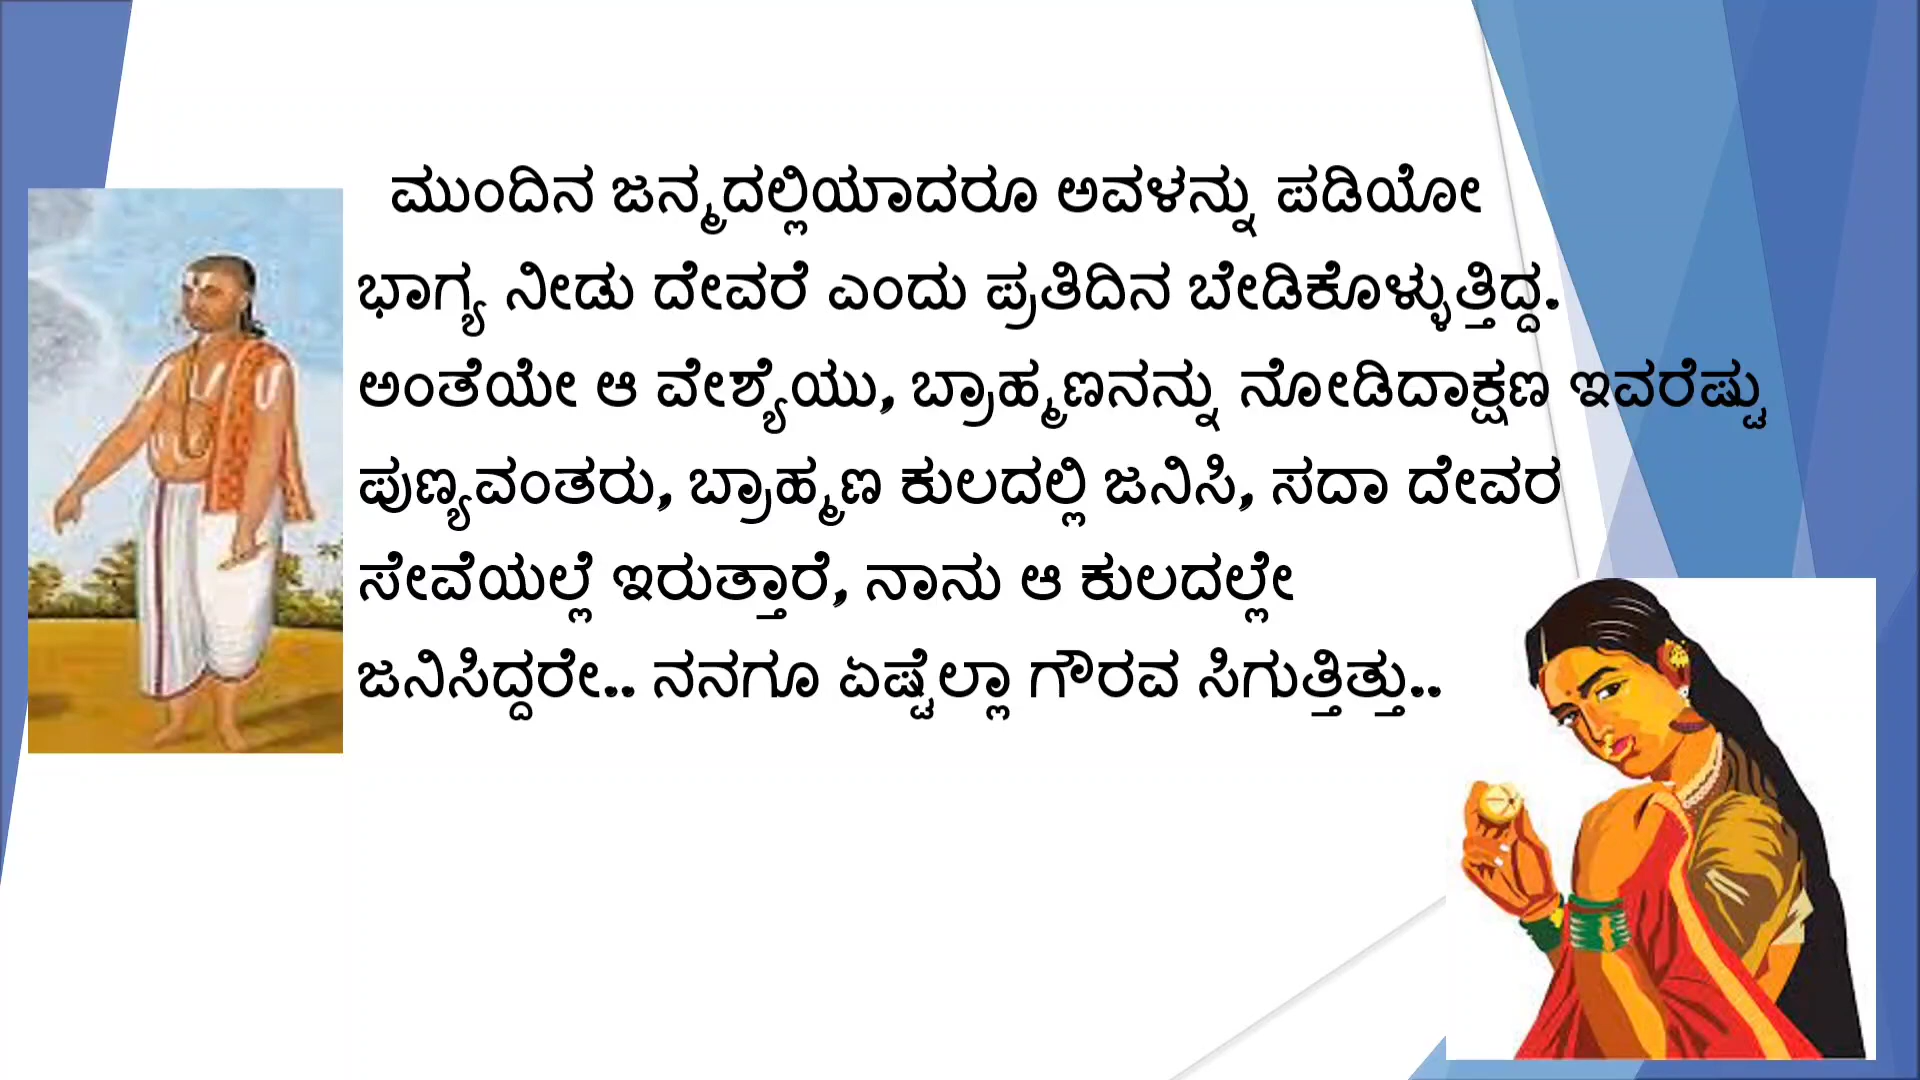 ಮುಂದಿನ ಜನ್ಮದಲ್ಲಿಯಾದರೂ ಅವಳನ್ನು ಪಡಿಯೋ
ಭಾಗ್ಯ ನೀಡು ದೇವರೆ ಎಂದು ಪ್ರತಿದಿನ ಬೇಡಿಕೊಳ್ಳುತ್ತಿದ್ದ.
ಅಂತೆಯೇ ಆ ವೇಶ್ಯೆಯು, ಬ್ರಾಹ್ಮಣನನ್ನು ನೋಡಿದಾಕ್ಷಣ ಇವರೆಷ್ಟು
ಪುಣ್ಯವಂತರು, ಬ್ರಾಹ್ಮಣ ಕುಲದಲ್ಲಿ ಜನಿಸಿ, ಸದಾ ದೇವರ
ಸೇವೆಯಲ್ಲೆ ಇರುತ್ತಾರೆ, ನಾನು ಆ ಕುಲದಲ್ಲೇ
ಜನಿಸಿದ್ದರೇ.. ನನಗೂ ಏಷ್ಟೆಲ್ಲಾ ಗೌರವ ಸಿಗುತ್ತಿತ್ತು..